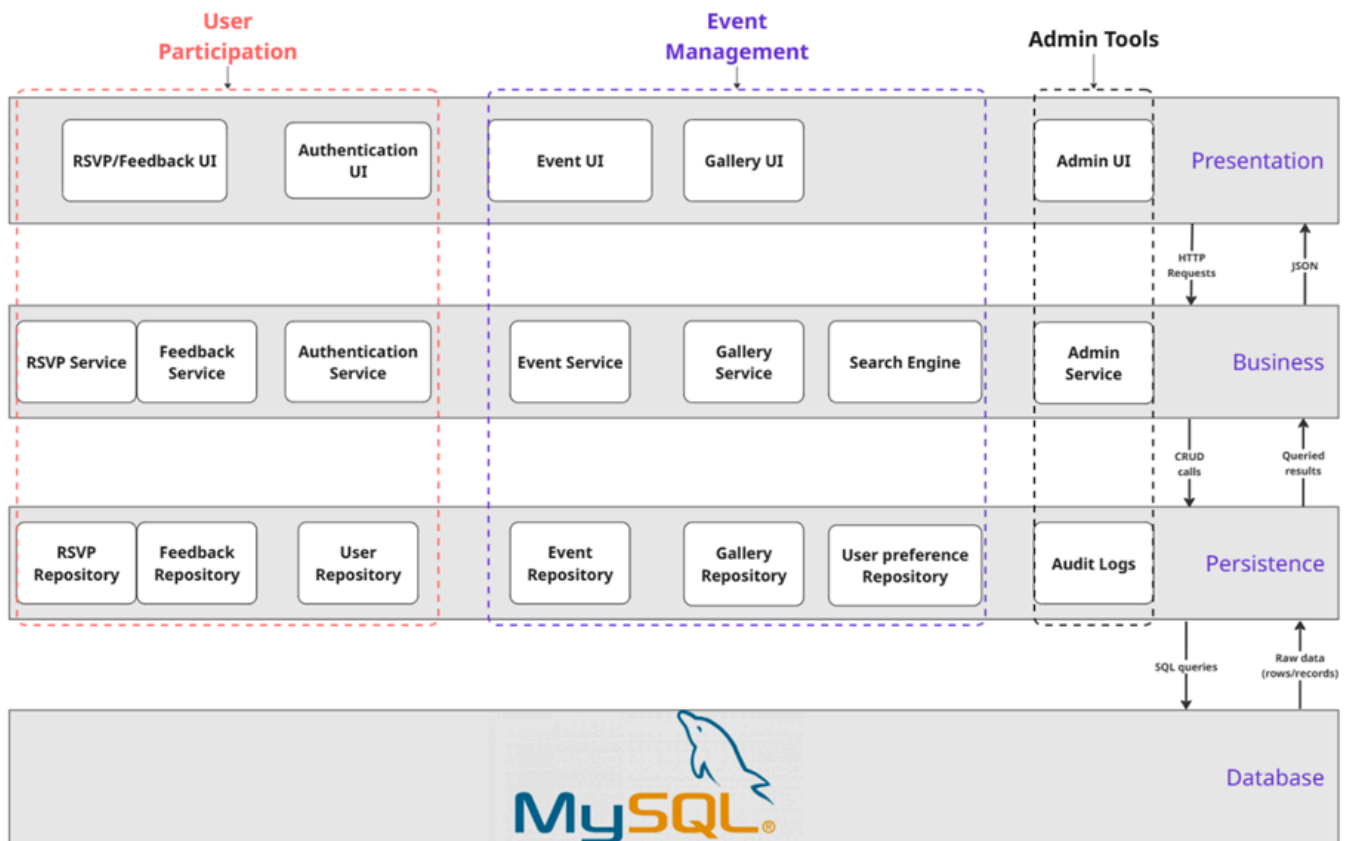 User
Participation
Event
Management
Admin Tools
RSVP/Feedback UI
Authentication
UI
Event UI
Gallery UI
Admin UI
Presentation
HTTP
Requests
JSON
RSVP Service
Feedback
Service
Authentication
Service
Event Service
Gallery
Service
Search Engine
Admin
Service
Business
CRUD
calls
Queried
results
RSVP
Repository
Feedback
Repository
User
Repository
Event
Repository
Gallery
Repository
User preference
Repository
Audit Logs
Persistence
SQL queries
Raw data
(rows/records)
MySQL®
Database